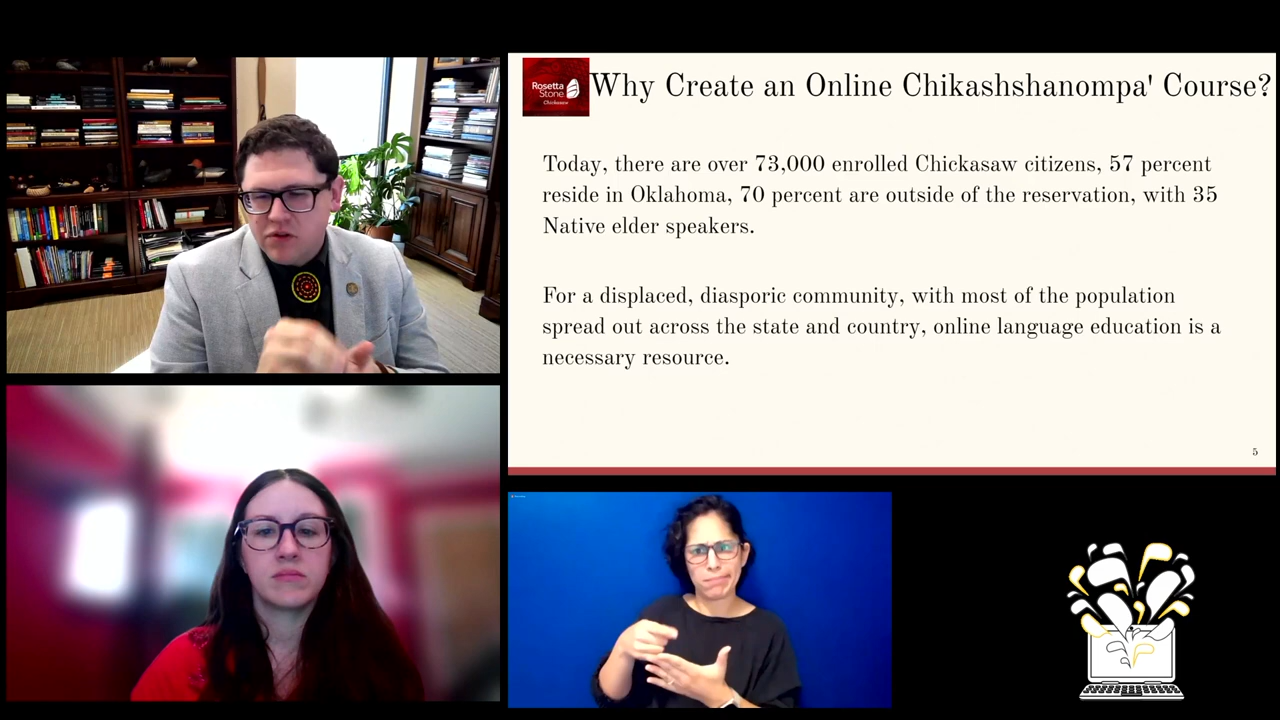 Rosetta
Stone
Chickasaw
Why Create an Online Chikashshanompa' Course?
Today, there are over 73,000 enrolled Chickasaw citizens, 57 percent
reside in Oklahoma, 70 percent are outside of the reservation, with 35
Native elder speakers.
For a displaced, diasporic community, with most of the population
spread out across the state and country, online language education is a
necessary resource.
5